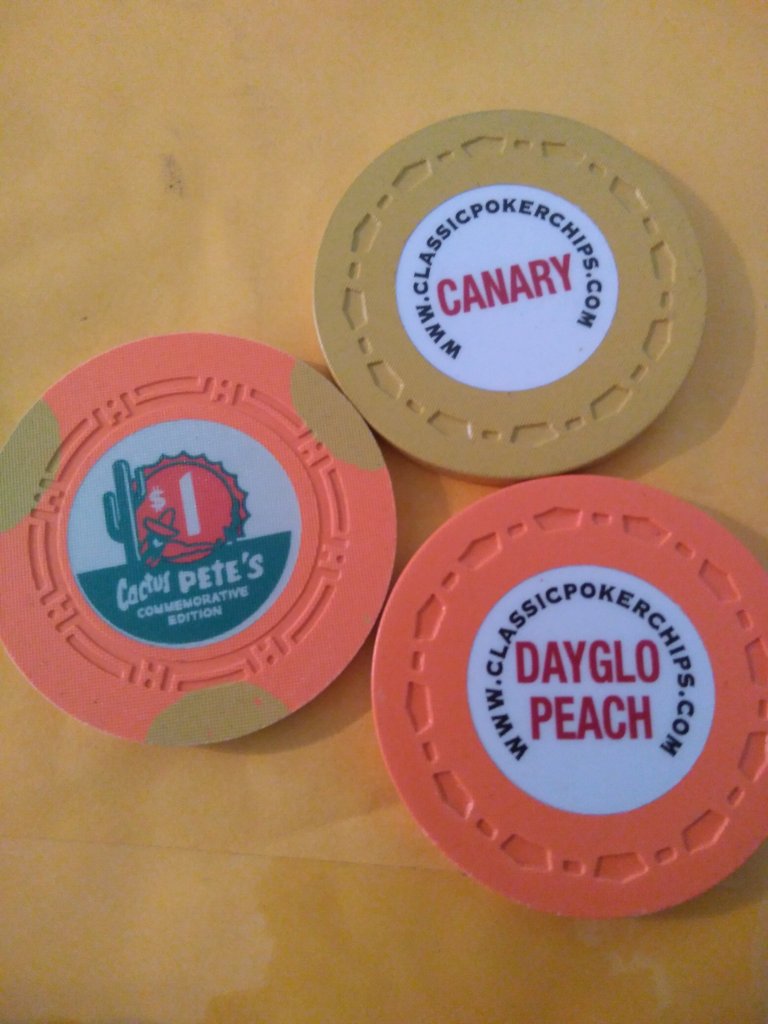 WWW.CLASSICPOKERCHIPS.COM
CANARY
$1
Cactus PETE'S
COMMEMORATIVE
EDITION
WWW.CLASSICPOKERCHIPS.COM
DAYGLO
PEACH